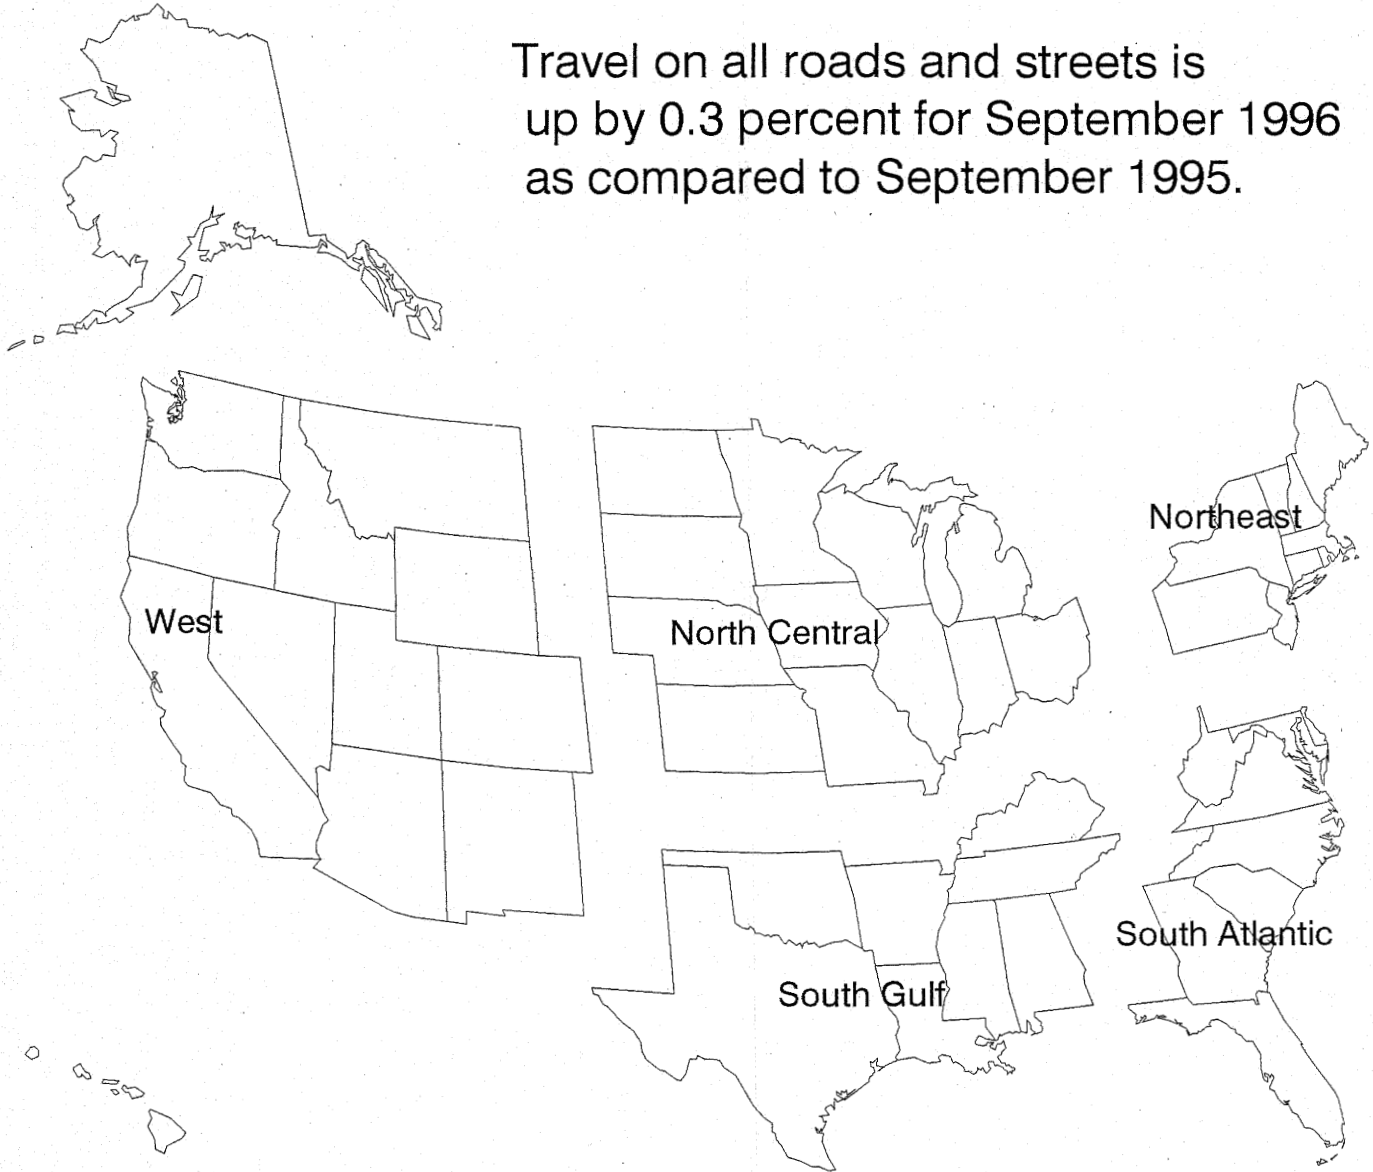 Travel on all roads and streets is
up by 0.3 percent for September 1996
as compared to September 1995.
Northeast
West
North Central
South Atlantic
South Gulf